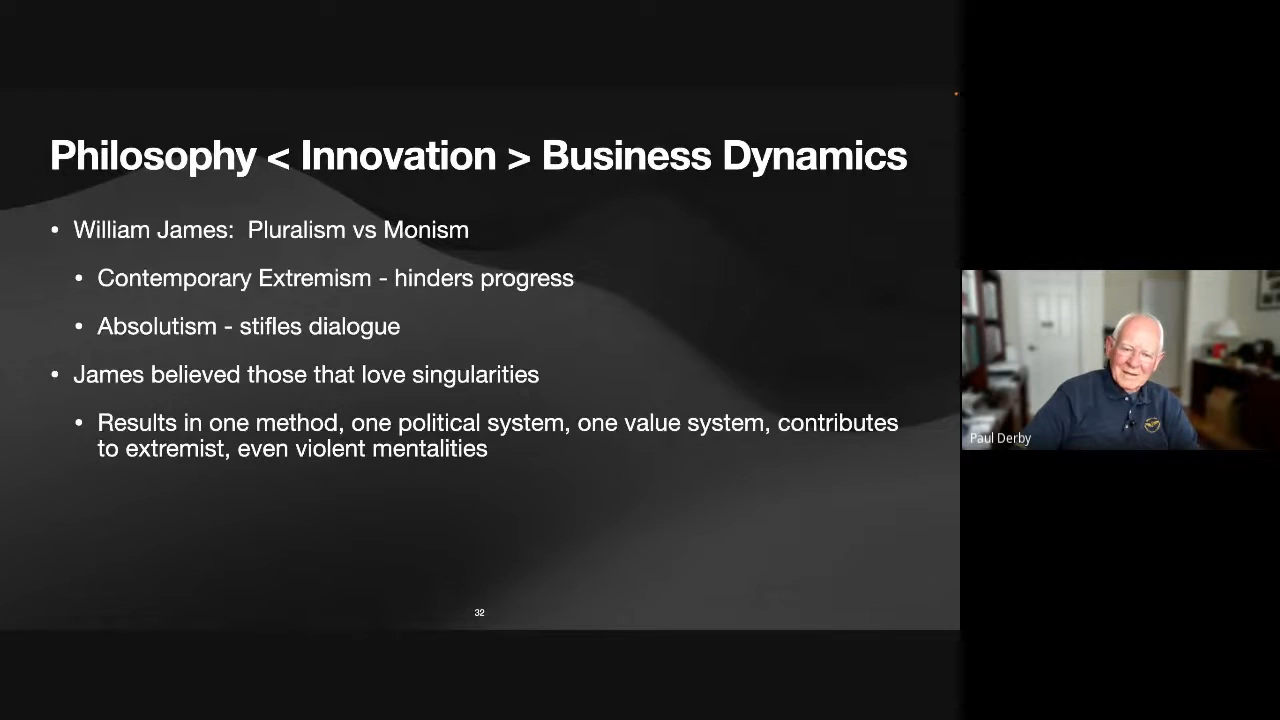 Philosophy < Innovation > Business Dynamics
• William James:  Pluralism vs Monism
• Contemporary Extremism - hinders progress
• Absolutism - stifles dialogue
• James believed those that love singularities
• Results in one method, one political system, one value system, contributes
to extremist, even violent mentalities
32
Paul Derby